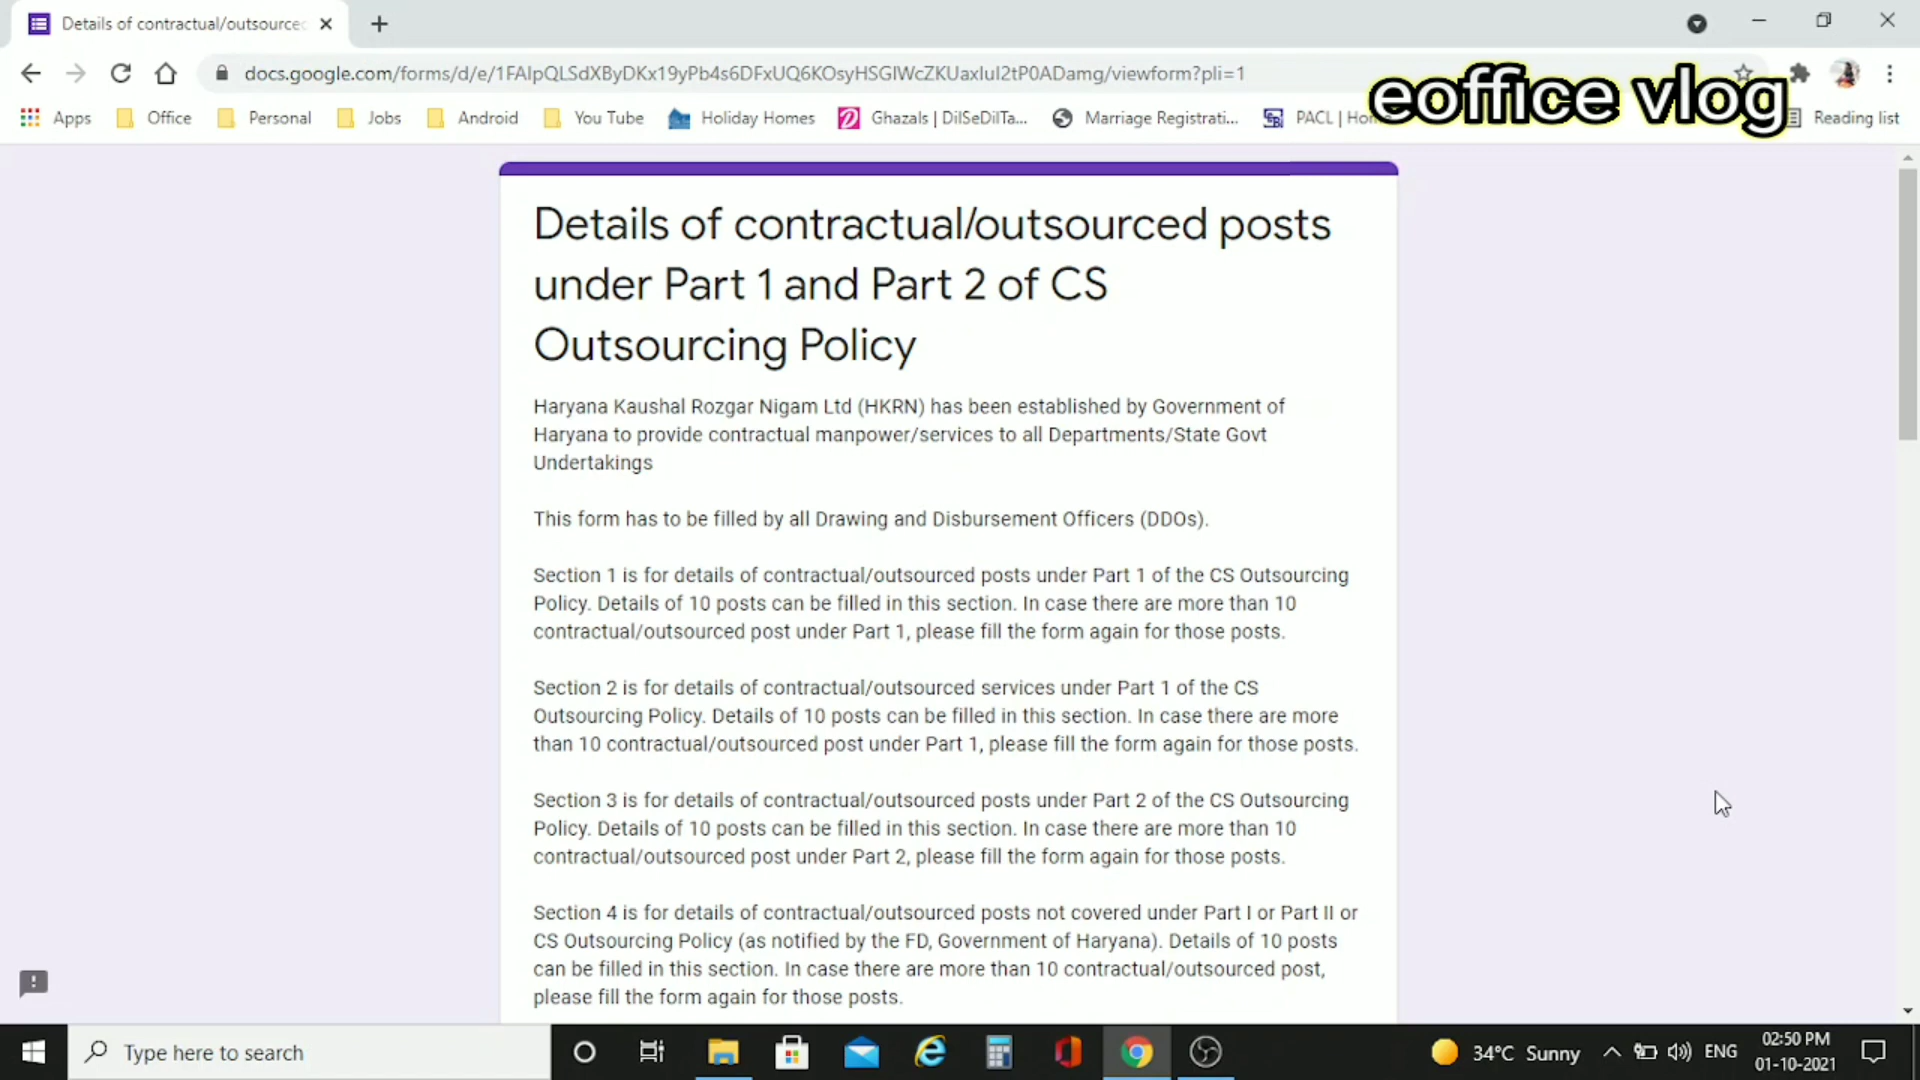 Details of contractual/outsourced
docs.google.com/forms/d/e/1FAIpQLSdXByDKx19yPb4s6DFxUQ6KOsyHSGIWcZKUaxIuI2tP0ADamg/viewform?pli=1
eoffice vlog
Apps Office Personal Jobs Android You Tube Holiday Homes Ghazals | DilSeDilTa... Marriage Registrati... PACL | Home Reading list
Details of contractual/outsourced posts
under Part 1 and Part 2 of CS
Outsourcing Policy
Haryana Kaushal Rozgar Nigam Ltd (HKRN) has been established by Government of
Haryana to provide contractual manpower/services to all Departments/State Govt
Undertakings
This form has to be filled by all Drawing and Disbursement Officers (DDOs).
Section 1 is for details of contractual/outsourced posts under Part 1 of the CS Outsourcing
Policy. Details of 10 posts can be filled in this section. In case there are more than 10
contractual/outsourced post under Part 1, please fill the form again for those posts.
Section 2 is for details of contractual/outsourced services under Part 1 of the CS
Outsourcing Policy. Details of 10 posts can be filled in this section. In case there are more
than 10 contractual/outsourced post under Part 1, please fill the form again for those posts.
Section 3 is for details of contractual/outsourced posts under Part 2 of the CS Outsourcing
Policy. Details of 10 posts can be filled in this section. In case there are more than 10
contractual/outsourced post under Part 2, please fill the form again for those posts.
Section 4 is for details of contractual/outsourced posts not covered under Part I or Part II or
CS Outsourcing Policy (as notified by the FD, Government of Haryana). Details of 10 posts
can be filled in this section. In case there are more than 10 contractual/outsourced post,
please fill the form again for those posts.
Type here to search
34°C Sunny
ENG
02:50 PM
01-10-2021